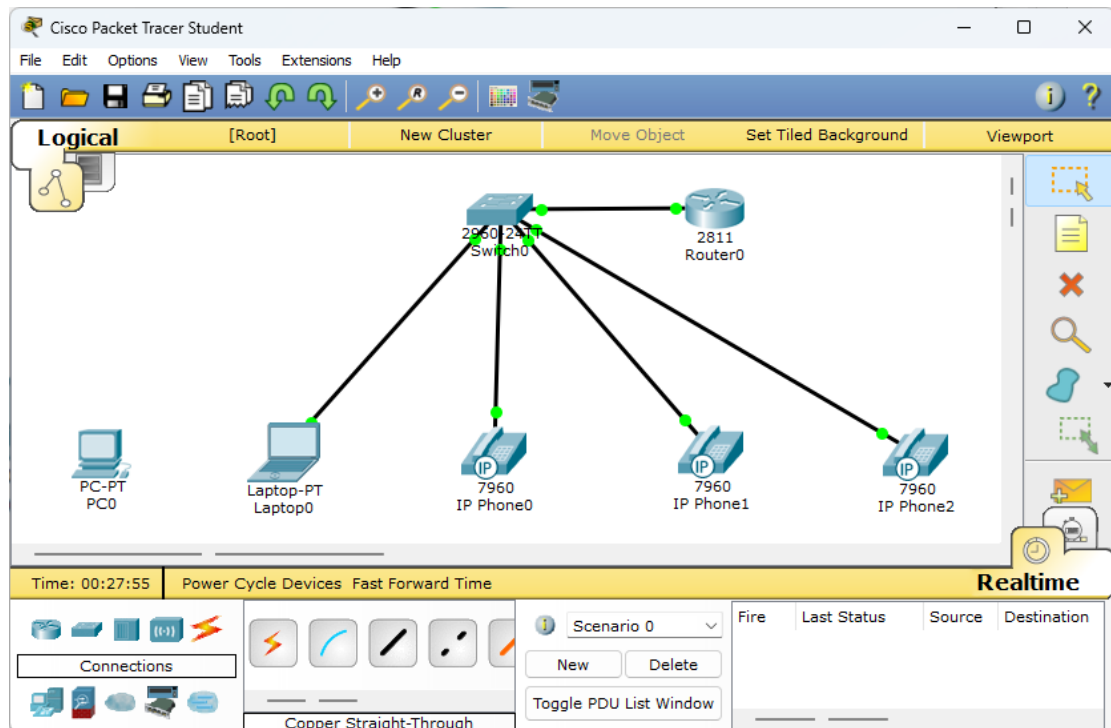 Cisco Packet Tracer Student
File Edit Options View Tools Extensions Help
R
i ?
Logical [Root] New Cluster Move Object Set Tiled Background Viewport
2960-24TT
Switch0
2811
Router0
PC-PT
PC0
Laptop-PT
Laptop0
IP
7960
IP Phone0
IP
7960
IP Phone1
IP
7960
IP Phone2
Time: 00:27:55 Power Cycle Devices Fast Forward Time Realtime
Connections
Copper Straight-Through
i Scenario 0
New Delete
Toggle PDU List Window
Fire Last Status Source Destination